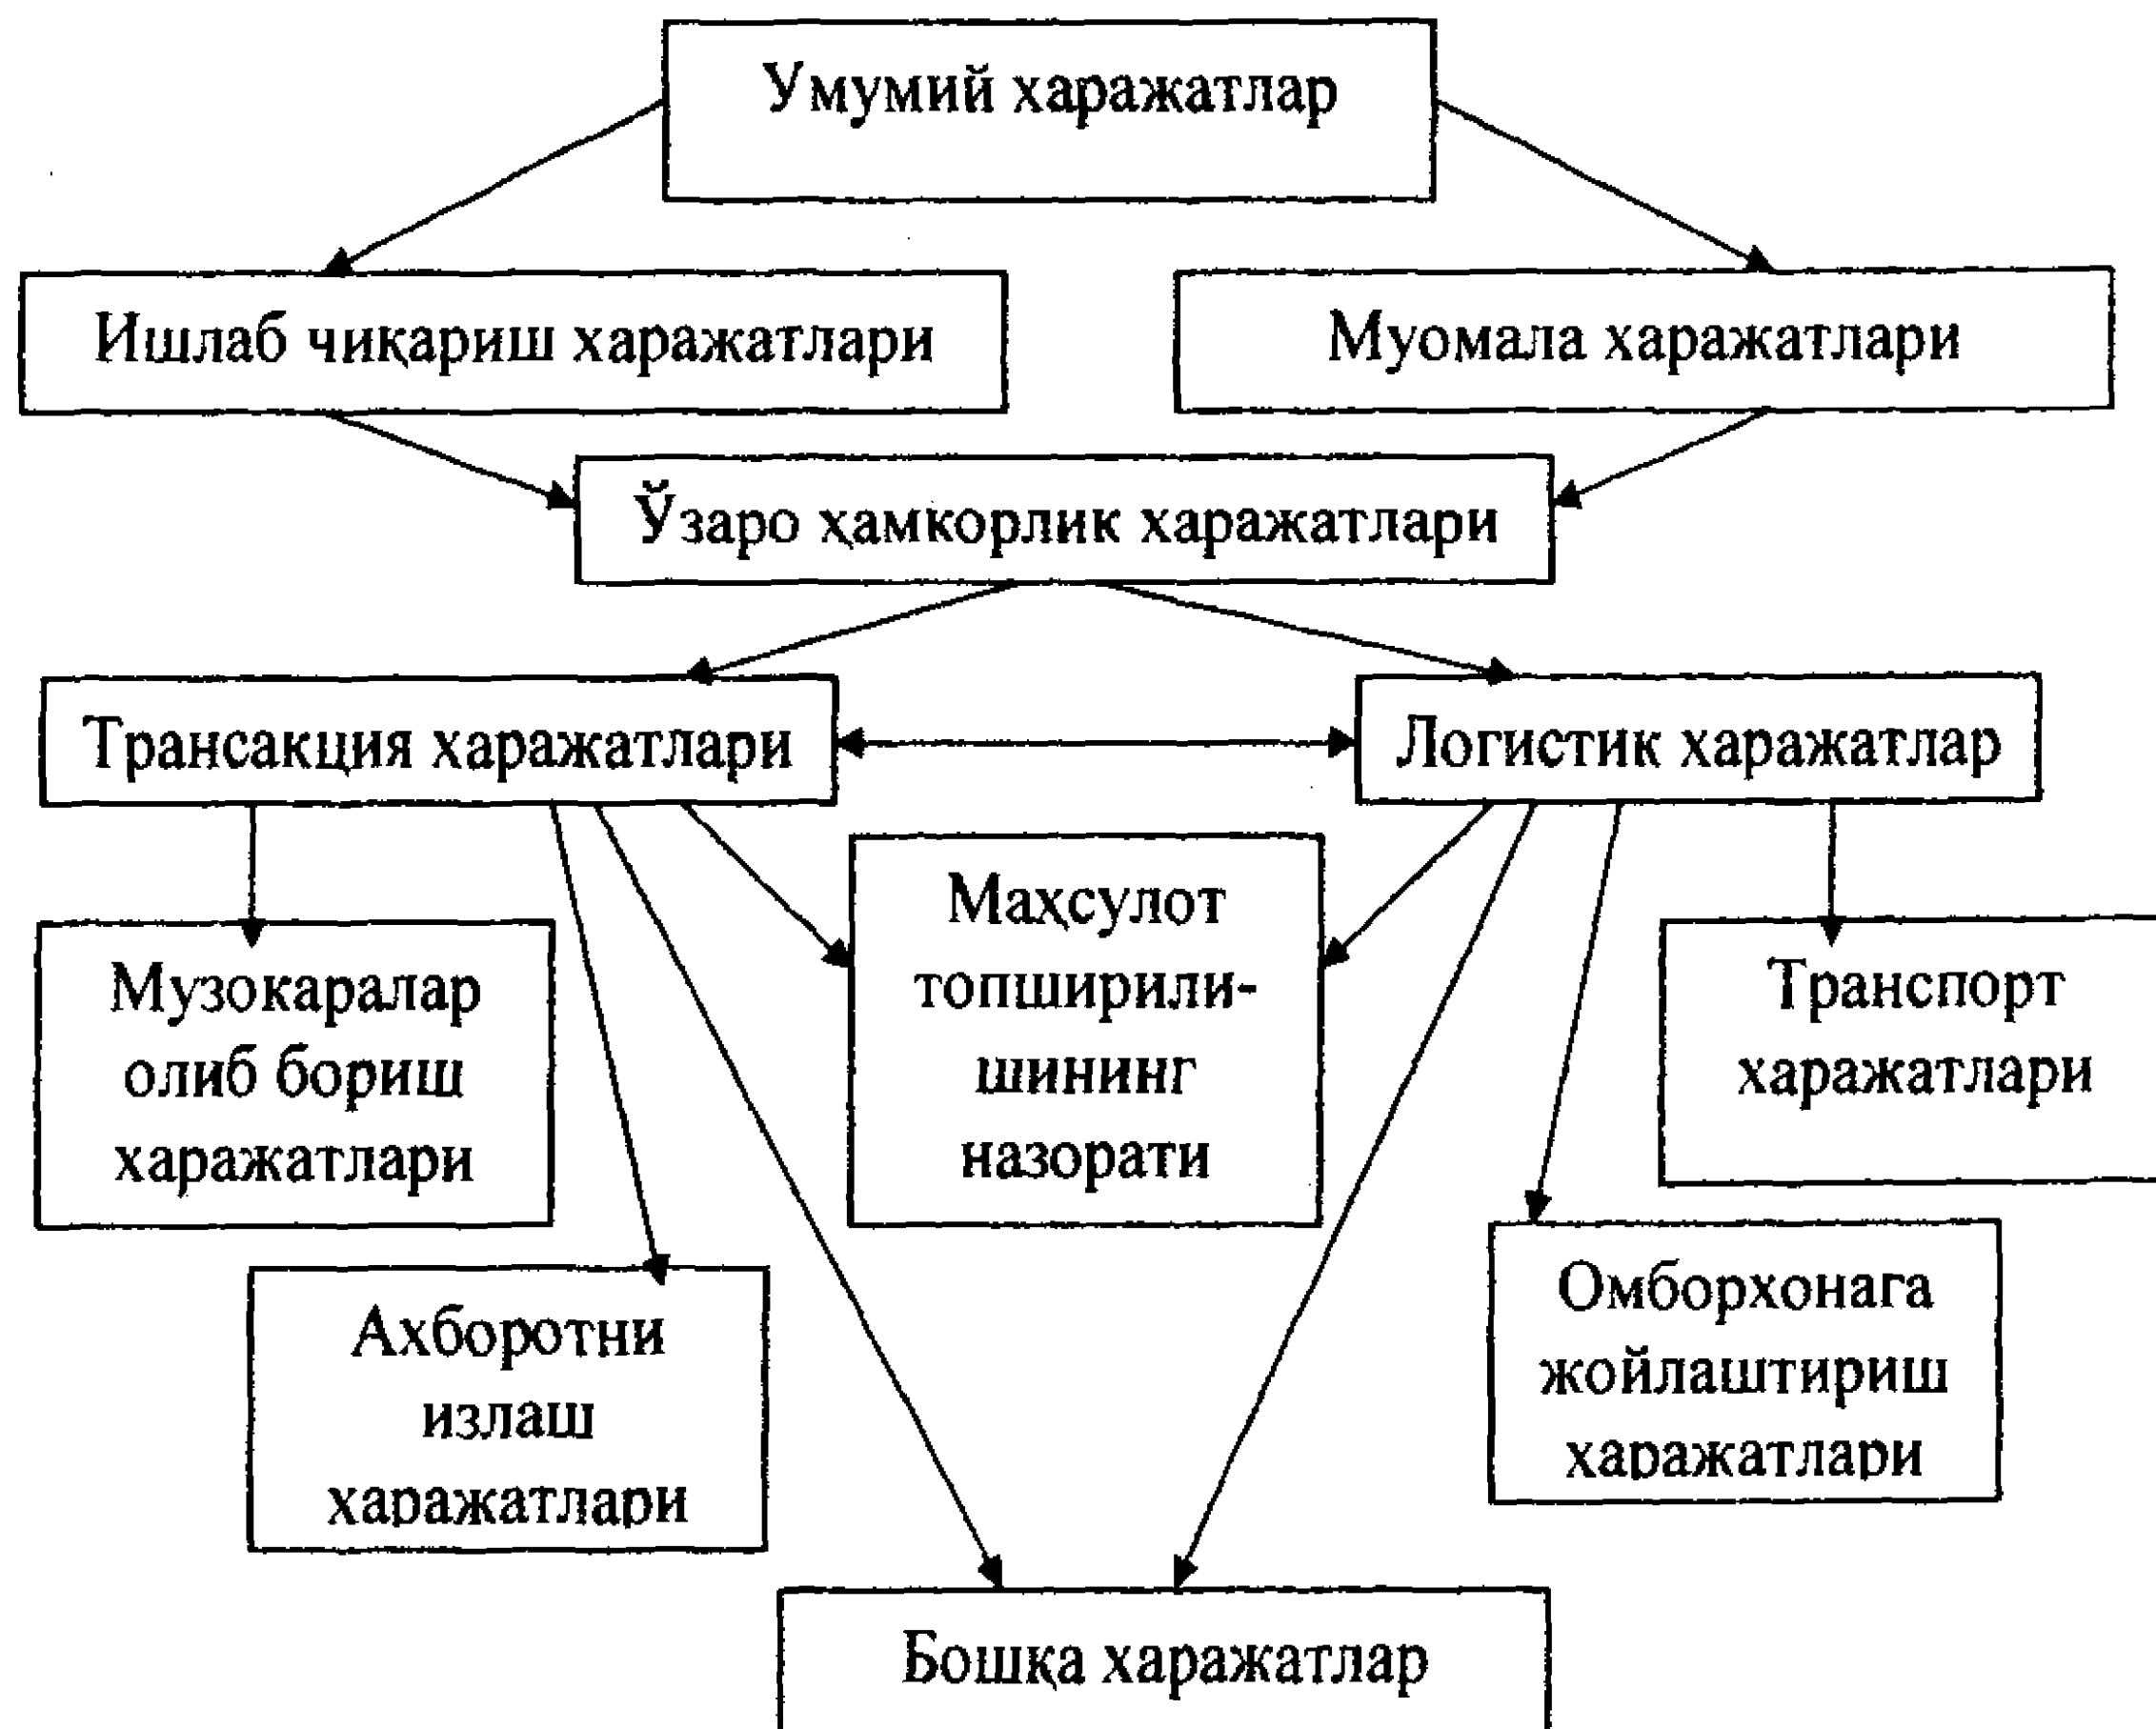 Умумий харажатлар
Ишлаб чиқариш харажатлари
Муомала харажатлари
Ўзаро ҳамкорлик харажатлари
Трансакция харажатлари
Логистик харажатлар
Музокаралар
олиб бориш
харажатлари
Маҳсулот
топширили-
шининг
назорати
Транспорт
харажатлари
Ахборотни
излаш
харажатлари
Омборхонага
жойлаштириш
харажатлари
Бошқа харажатлар